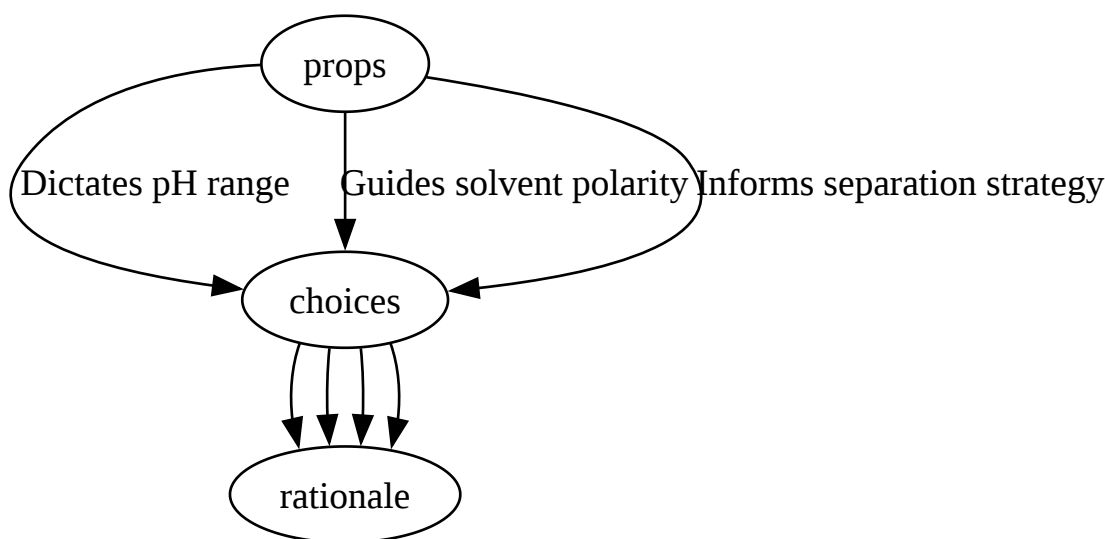 props
Dictates pH range
Guides solvent polarity
Informs separation strategy
choices
rationale